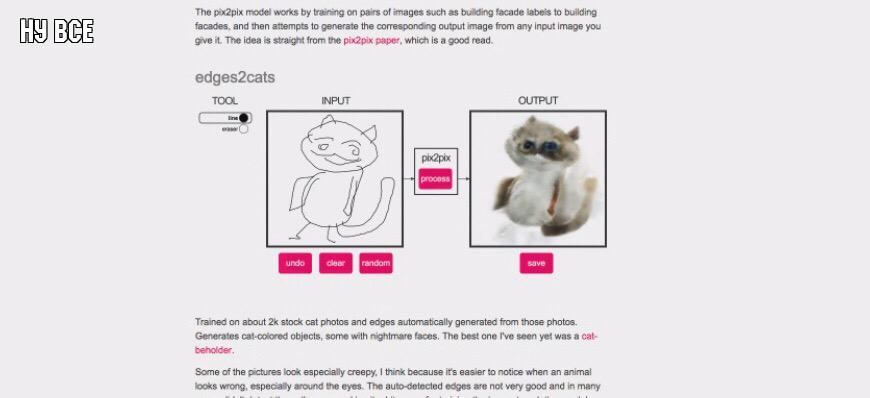 НУ ВСЕ
The pix2pix model works by training on pairs of images such as building facade labels to building
facades, and then attempts to generate the corresponding output image from any input image you
give it. The idea is straight from the pix2pix paper, which is a good read.
edges2cats
TOOL
INPUT
OUTPUT
line
eraser
pix2pix
process
undo
clear
random
save
Trained on about 2k stock cat photos and edges automatically generated from those photos.
Generates cat-colored objects, some with nightmare faces. The best one I've seen yet was a cat-
beholder.
Some of the pictures look especially creepy, I think because it's easier to notice when an animal
looks wrong, especially around the eyes. The auto-detected edges are not very good and in many